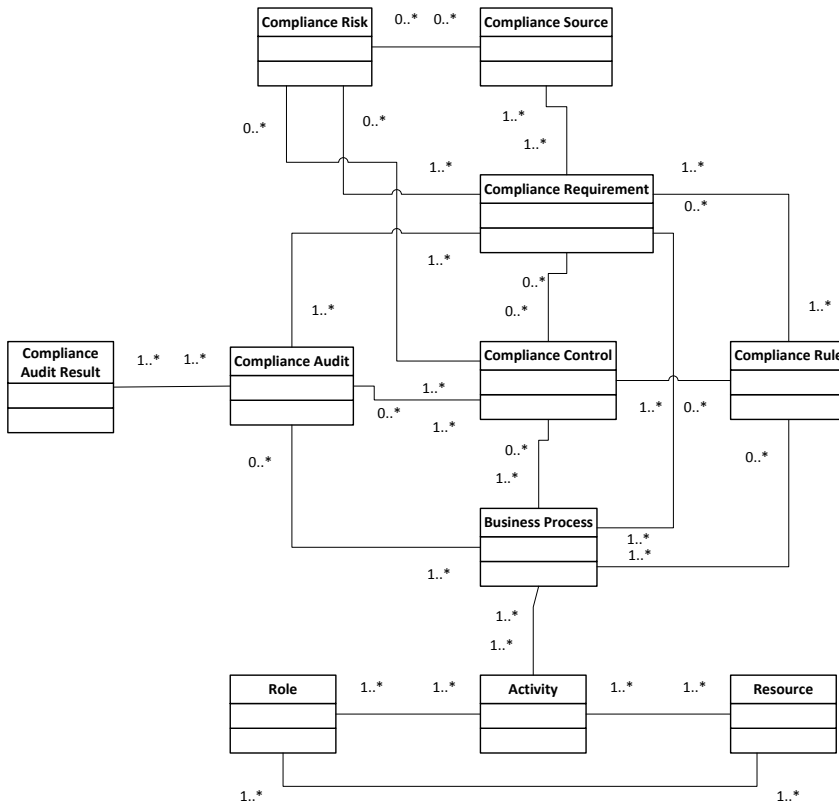 Compliance Risk
0..* 0..*
Compliance Source
0..*
0..*
1..*
1..*
1..*
Compliance Requirement
1..*
0..*
1..*
0..*
0..*
1..*
1..*
Compliance
Audit Result
1..* 1..*
Compliance Audit
Compliance Control
Compliance Rule
1..*
0..*
1..*
1..* 0..*
0..*
0..*
1..*
0..*
Business Process
1..*
1..*
1..*
1..*
1..*
Role
1..* 1..*
Activity
1..* 1..*
Resource
1..*
1..*